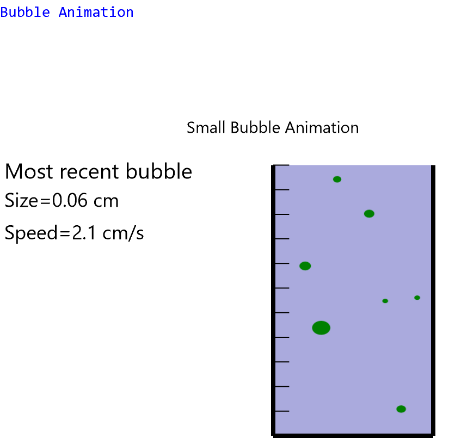 Bubble Animation
Small Bubble Animation
Most recent bubble
Size=0.06 cm
Speed=2.1 cm/s